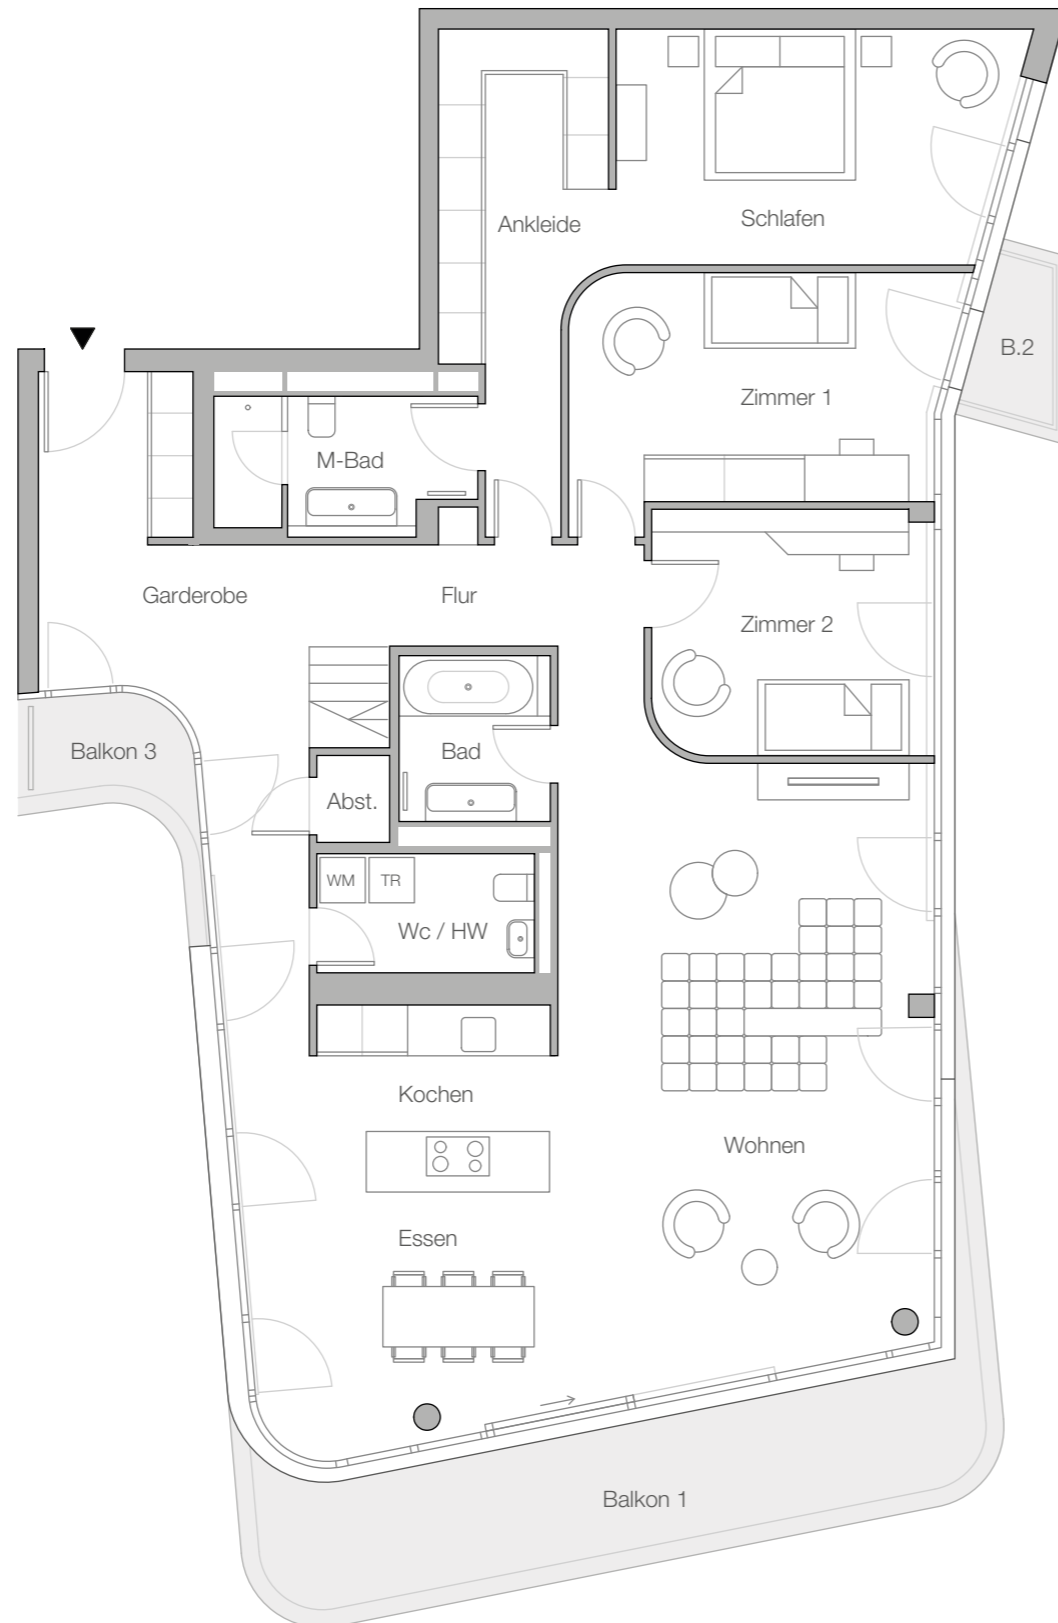 Ankleide
Schlafen
B.2
Zimmer 1
M-Bad
Garderobe
Flur
Zimmer 2
Balkon 3
Bad
Abst.
WM
TR
Wc / HW
Kochen
Wohnen
Essen
Balkon 1